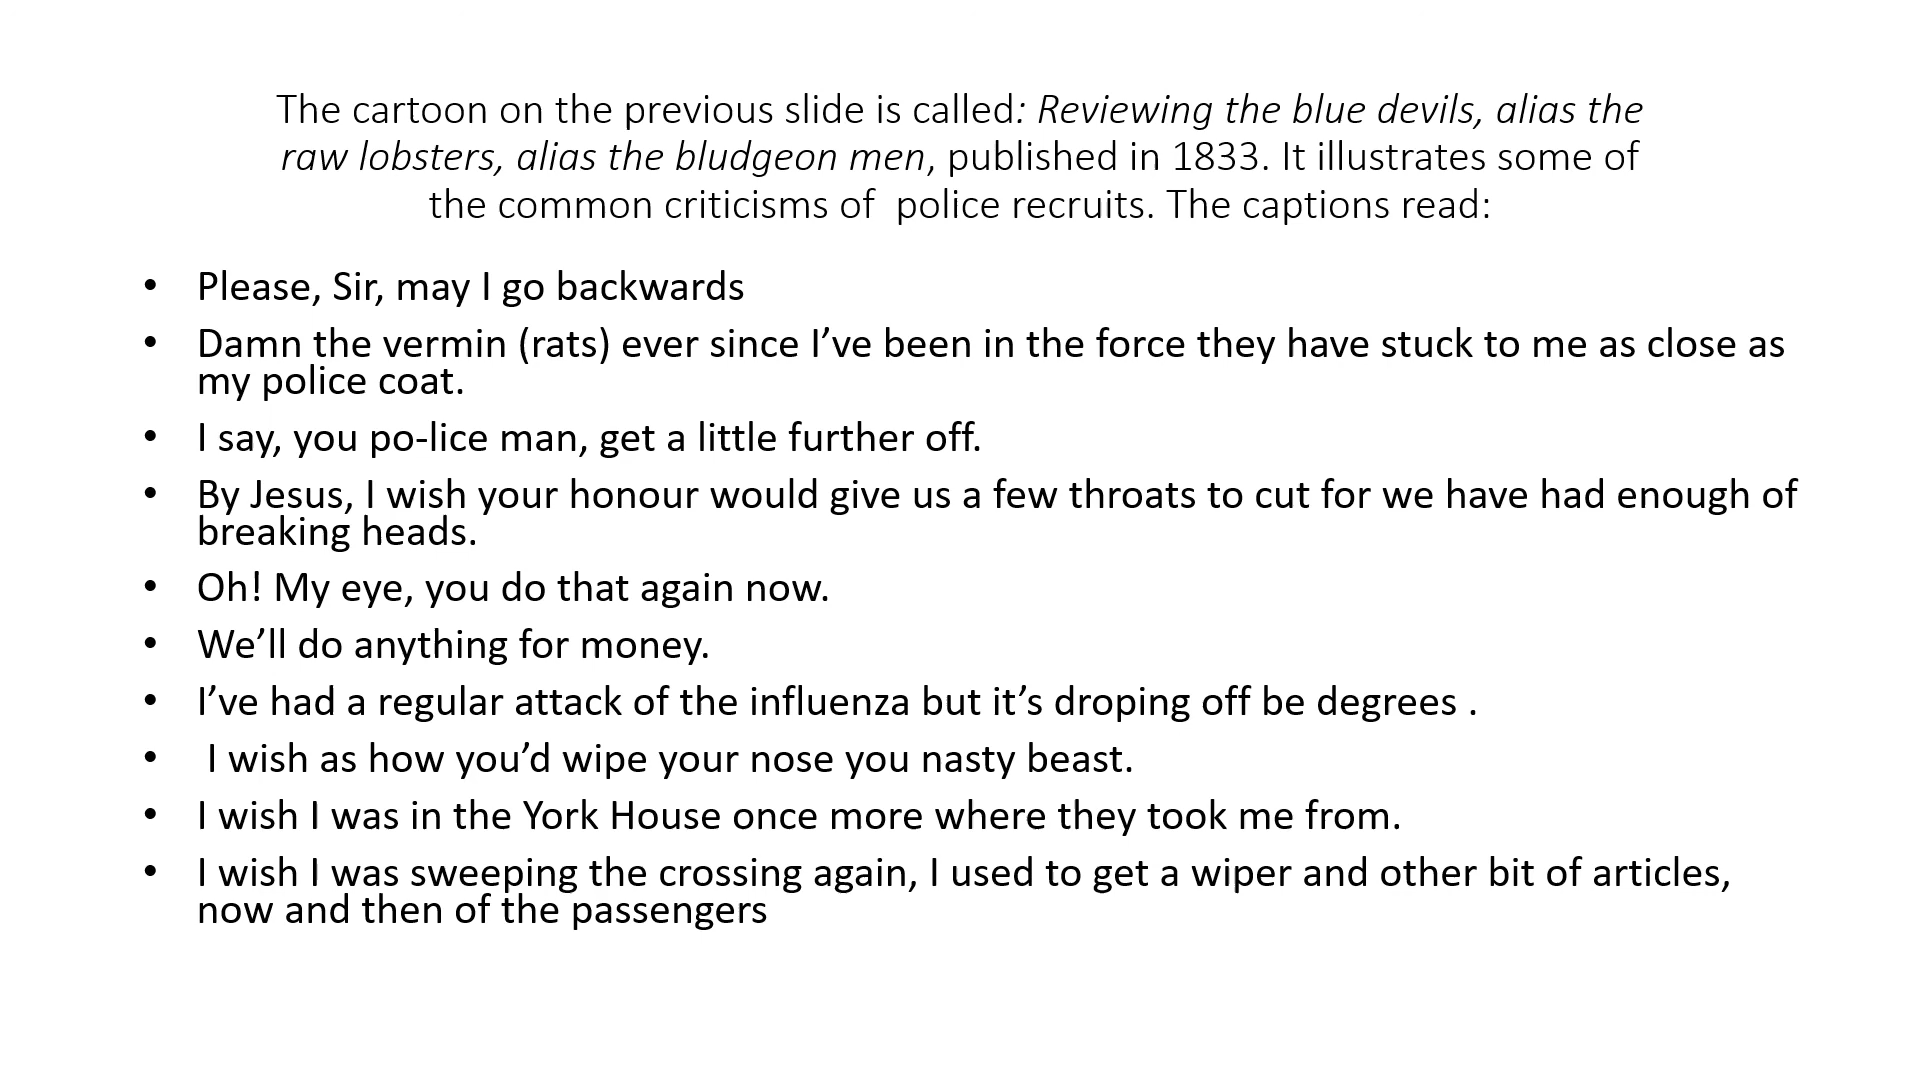 The cartoon on the previous slide is called: Reviewing the blue devils, alias the
raw lobsters, alias the bludgeon men, published in 1833. It illustrates some of
the common criticisms of  police recruits. The captions read:
• Please, Sir, may I go backwards
• Damn the vermin (rats) ever since I’ve been in the force they have stuck to me as close as
my police coat.
• I say, you po-lice man, get a little further off.
• By Jesus, I wish your honour would give us a few throats to cut for we have had enough of
breaking heads.
• Oh! My eye, you do that again now.
• We’ll do anything for money.
• I’ve had a regular attack of the influenza but it’s droping off be degrees .
• I wish as how you’d wipe your nose you nasty beast.
• I wish I was in the York House once more where they took me from.
• I wish I was sweeping the crossing again, I used to get a wiper and other bit of articles,
now and then of the passengers